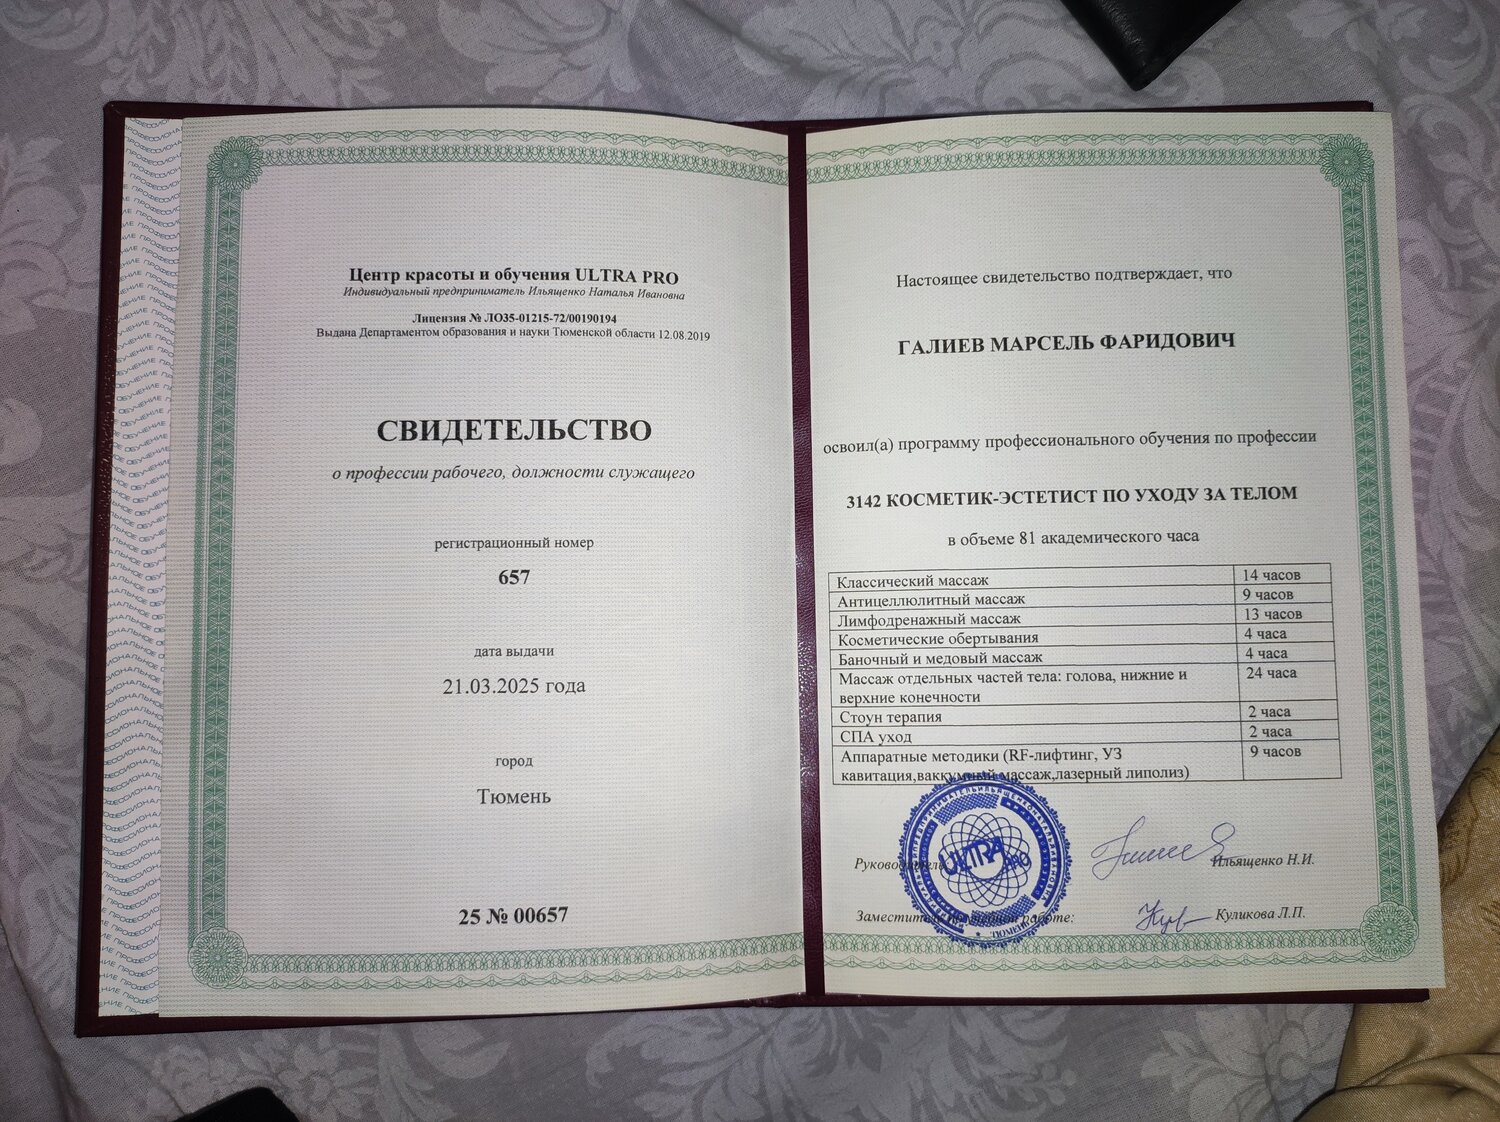 Центр красоты и обучения ULTRA PRO
Индивидуальный предприниматель Ильященко Наталья Ивановна
Лицензия № ЛО35-01215-72/00190194
Выдана Департаментом образования и науки Тюменской области 12.08.2019
СВИДЕТЕЛЬСТВО
о профессии рабочего, должности служащего
регистрационный номер
657
дата выдачи
21.03.2025 года
город
Тюмень
25 № 00657
Настоящее свидетельство подтверждает, что
ГАЛИЕВ МАРСЕЛЬ ФАРИДОВИЧ
освоил(а) программу профессионального обучения по профессии
3142 КОСМЕТИК-ЭСТЕТИСТ ПО УХОДУ ЗА ТЕЛОМ
в объеме 81 академического часа
Классический массаж 14 часов
Антицеллюлитный массаж 9 часов
Лимфодренажный массаж 13 часов
Косметические обертывания 4 часа
Баночный и медовый массаж 4 часа
Массаж отдельных частей тела: голова, нижние и 24 часа
верхние конечности
Стоун терапия 2 часа
СПА уход 2 часа
Аппаратные методики (RF-лифтинг, УЗ 9 часов
кавитация,ваккумный массаж,лазерный липолиз)
ULTRA PRO
Руководитель: Ильященко Н.И.
Заместитель по учебной работе: Куликова Л.П.